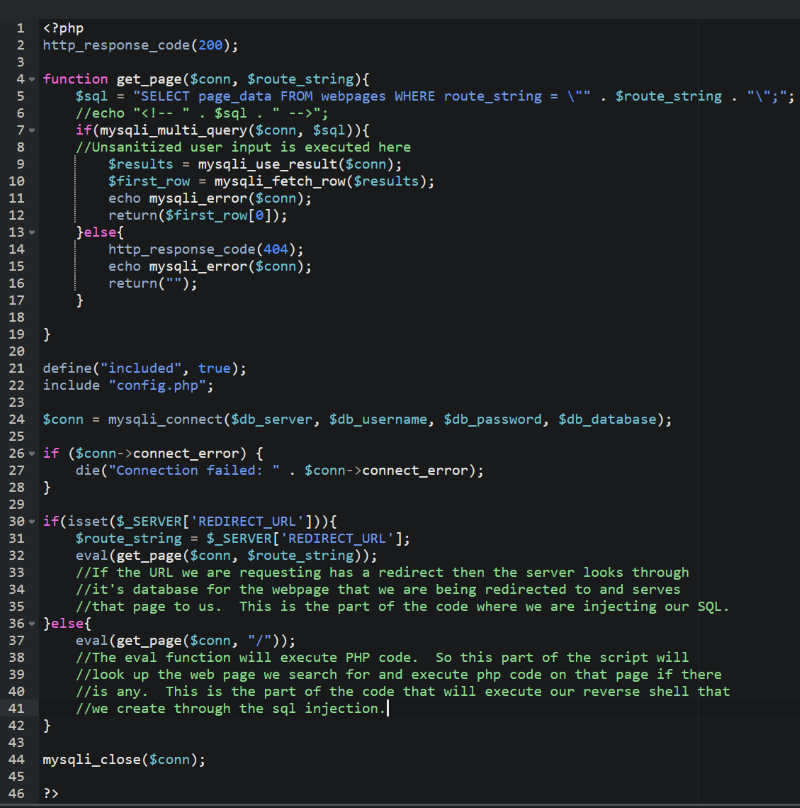 1 <?php
2 http_response_code(200);
3
4 function get_page($conn, $route_string){
5 $sql = "SELECT page_data FROM webpages WHERE route_string = \"" . $route_string . "\";";
6 //echo "<!-- " . $sql . " -->";
7 if(mysqli_multi_query($conn, $sql)){
8 //Unsanitized user input is executed here
9 $results = mysqli_use_result($conn);
10 $first_row = mysqli_fetch_row($results);
11 echo mysqli_error($conn);
12 return($first_row[0]);
13 }else{
14 http_response_code(404);
15 echo mysqli_error($conn);
16 return("");
17 }
18
19 }
20
21 define("included", true);
22 include "config.php";
23
24 $conn = mysqli_connect($db_server, $db_username, $db_password, $db_database);
25
26 if ($conn->connect_error) {
27 die("Connection failed: " . $conn->connect_error);
28 }
29
30 if(isset($_SERVER['REDIRECT_URL'])){
31 $route_string = $_SERVER['REDIRECT_URL'];
32 eval(get_page($conn, $route_string));
33 //If the URL we are requesting has a redirect then the server looks through
34 //it's database for the webpage that we are being redirected to and serves
35 //that page to us.  This is the part of the code where we are injecting our SQL.
36 }else{
37 eval(get_page($conn, "/"));
38 //The eval function will execute PHP code.  So this part of the script will
39 //look up the web page we search for and execute php code on that page if there
40 //is any.  This is the part of the code that will execute our reverse shell that
41 //we create through the sql injection.
42 }
43
44 mysqli_close($conn);
45
46 ?>